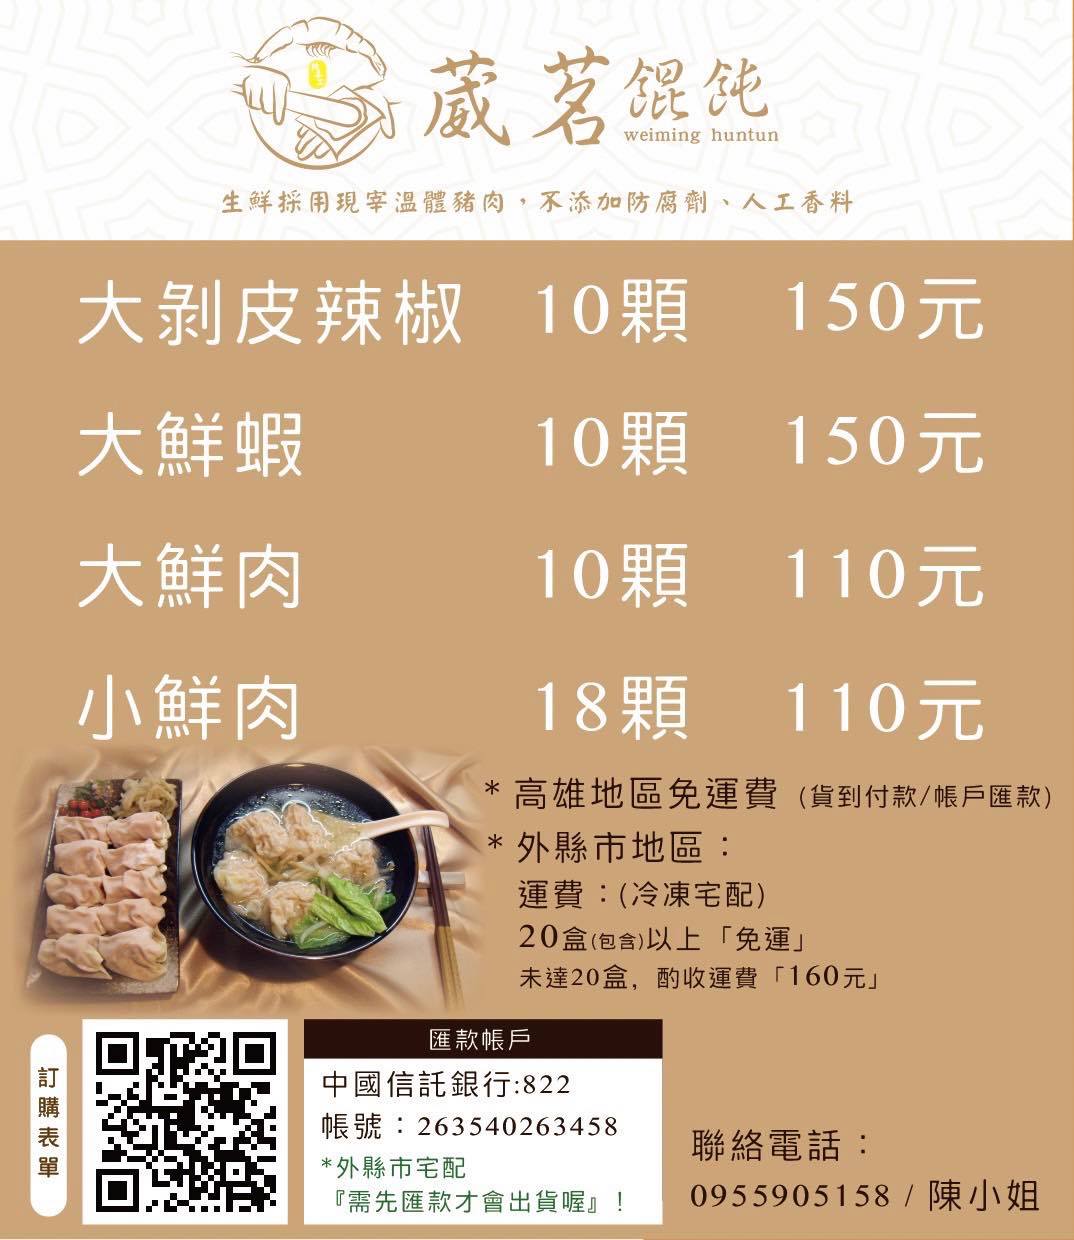 葳茗餛飩
weiming huntun
生鮮採用現宰溫體豬肉，不添加防腐劑、人工香料
大剝皮辣椒 10顆 150元
大鮮蝦 10顆 150元
大鮮肉 10顆 110元
小鮮肉 18顆 110元
* 高雄地區免運費 (貨到付款/帳戶匯款)
* 外縣市地區：
運費：(冷凍宅配)
20盒(包含)以上「免運」
未達20盒, 酌收運費「160元」
訂購表單
匯款帳戶
中國信託銀行:822
帳號：263540263458
*外縣市宅配
『需先匯款才會出貨喔』!
聯絡電話：
0955905158 / 陳小姐